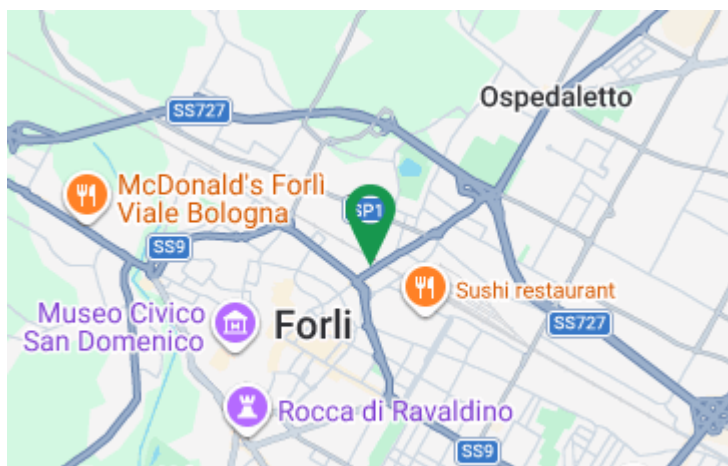 Ospedaletto
SS727
McDonald's Forlì
Viale Bologna
SP1
SS9
Sushi restaurant
Museo Civico
San Domenico
Forlì
SS727
Rocca di Ravaldino
SS9